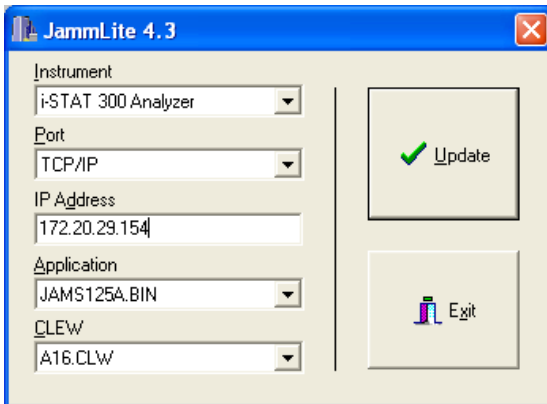 JammLite 4.3
Instrument
i-STAT 300 Analyzer
Port
TCP/IP
IP Address
172.20.29.154
Application
JAMS125A.BIN
CLEW
A16.CLW
Update
Exit